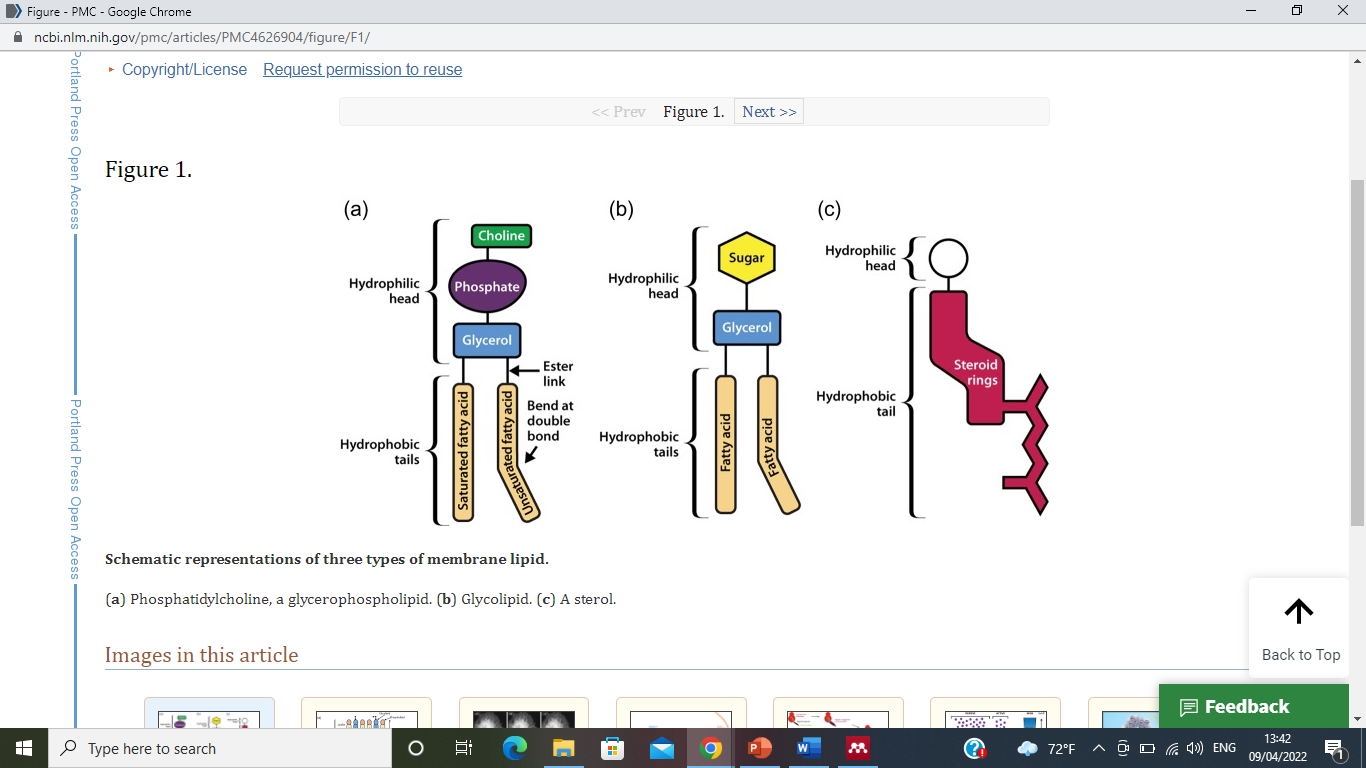 Figure - PMC - Google Chrome
ncbi.nlm.nih.gov/pmc/articles/PMC4626904/figure/F1/
Portland Press Open Access
Portland Press Open Access
Copyright/License Request permission to reuse
<< Prev Figure 1. Next >>
Figure 1.
(a)
Choline
Phosphate
Glycerol
Hydrophilic
head
Ester
link
Bend at
double
bond
Hydrophobic
tails
Saturated fatty acid
Unsaturated fatty acid
(b)
Sugar
Glycerol
Hydrophilic
head
Hydrophobic
tails
Fatty acid
Fatty acid
(c)
Hydrophilic
head
Steroid
rings
Hydrophobic
tail
Schematic representations of three types of membrane lipid.
(a) Phosphatidylcholine, a glycerophospholipid. (b) Glycolipid. (c) A sterol.
Images in this article
Back to Top
Feedback
Type here to search
72°F
ENG
13:42
09/04/2022
1